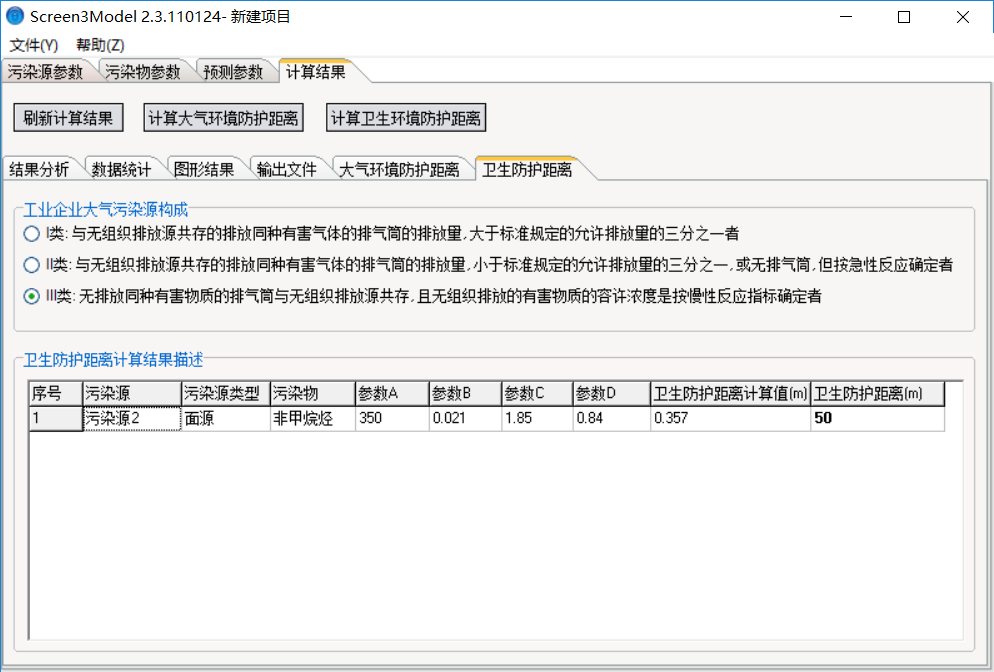 Screen3Model 2.3.110124- 新建项目
文件(Y) 帮助(Z)
污染源参数 污染物参数 预测参数 计算结果
刷新计算结果 计算大气环境防护距离 计算卫生环境防护距离
结果分析 数据统计 图形结果 输出文件 大气环境防护距离 卫生防护距离
工业企业大气污染源构成
I类: 与无组织排放源共存的排放同种有害气体的排气筒的排放量,大于标准规定的允许排放量的三分之一者
II类: 与无组织排放源共存的排放同种有害气体的排气筒的排放量,小于标准规定的允许排放量的三分之一,或无排气筒,但按急性反应确定者
III类: 无排放同种有害物质的排气筒与无组织排放源共存,且无组织排放的有害物质的容许浓度是按慢性反应指标确定者
卫生防护距离计算结果描述
序号 污染源 污染源类型 污染物 参数A 参数B 参数C 参数D 卫生防护距离计算值(m) 卫生防护距离(m)
1 污染源2 面源 非甲烷烃 350 0.021 1.85 0.84 0.357 50